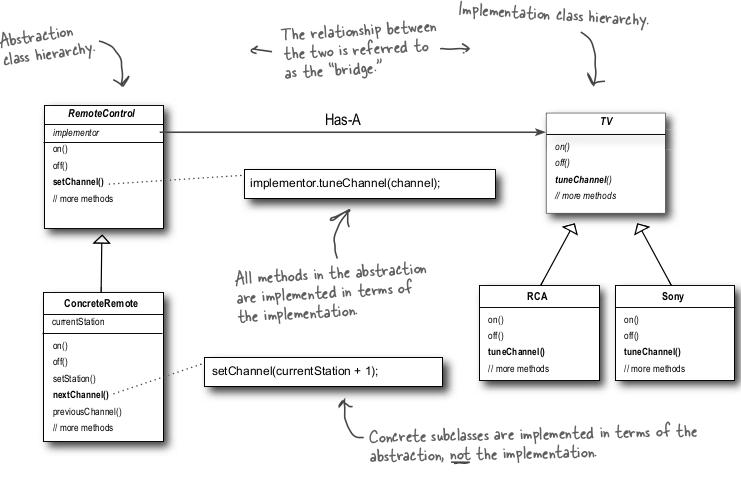 Abstraction
class hierarchy.
The relationship between
the two is referred to
as the "bridge."
Implementation class hierarchy.
RemoteControl
implementor
on()
off()
setChannel()
// more methods
Has-A
TV
on()
off()
tuneChannel()
// more methods
implementor.tuneChannel(channel);
All methods in the abstraction
are implemented in terms of
the implementation.
ConcreteRemote
currentStation
on()
off()
setStation()
nextChannel()
previousChannel()
// more methods
setChannel(currentStation + 1);
RCA
on()
off()
tuneChannel()
// more methods
Sony
on()
off()
tuneChannel()
// more methods
Concrete subclasses are implemented in terms of the
abstraction, not the implementation.